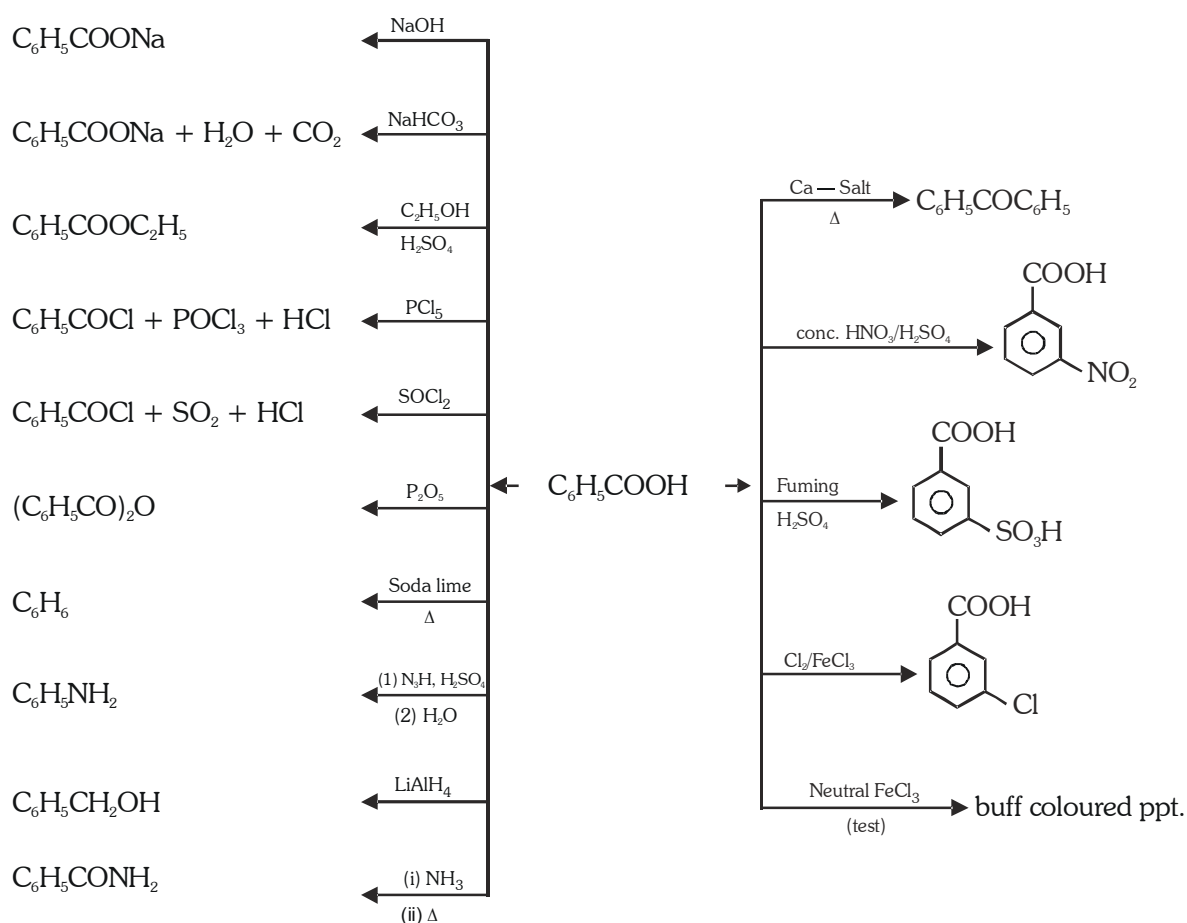 NaOH
C₆H₅COONa
NaHCO₃
C₆H₅COONa + H₂O + CO₂
C₂H₅OH
C₆H₅COOC₂H₅
H₂SO₄
PCl₅
C₆H₅COCl + POCl₃ + HCl
SOCl₂
C₆H₅COCl + SO₂ + HCl
P₂O₅
(C₆H₅CO)₂O
Soda lime
C₆H₆
Δ
(1) N₃H, H₂SO₄
C₆H₅NH₂
(2) H₂O
LiAlH₄
C₆H₅CH₂OH
(i) NH₃
C₆H₅CONH₂
(ii) Δ
C₆H₅COOH
Ca — Salt
C₆H₅COC₆H₅
Δ
COOH
conc. HNO₃/H₂SO₄
NO₂
COOH
Fuming
H₂SO₄
SO₃H
COOH
Cl₂/FeCl₃
Cl
Neutral FeCl₃
buff coloured ppt.
(test)